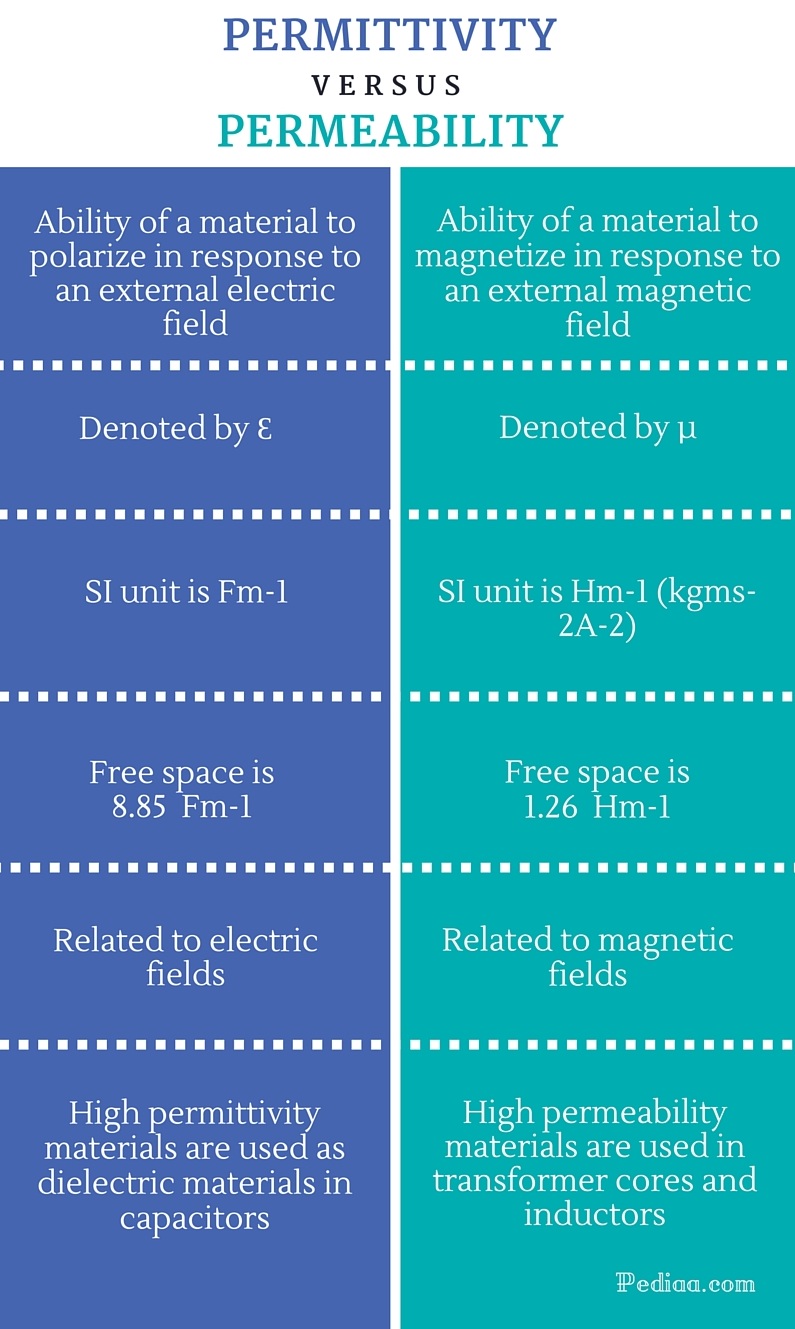 PERMITTIVITY
VERSUS
PERMEABILITY
Ability of a material to
polarize in response to
an external electric
field
Ability of a material to
magnetize in response to
an external magnetic
field
Denoted by Ɛ
Denoted by μ
SI unit is Fm-1
SI unit is Hm-1 (kgms-
2A-2)
Free space is
8.85 Fm-1
Free space is
1.26 Hm-1
Related to electric
fields
Related to magnetic
fields
High permittivity
materials are used as
dielectric materials in
capacitors
High permeability
materials are used in
transformer cores and
inductors
Pediaa.com